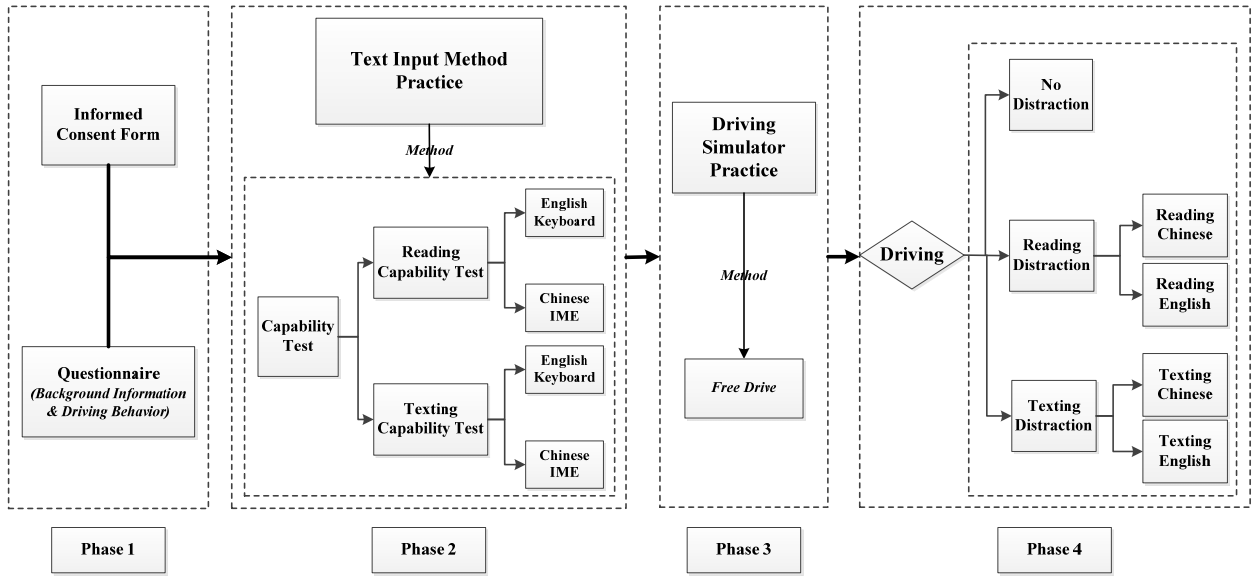 Informed
Consent Form
Questionnaire
(Background Information
& Driving Behavior)
Phase 1
Text Input Method
Practice
Method
Capability
Test
Reading
Capability Test
English
Keyboard
Chinese
IME
Texting
Capability Test
English
Keyboard
Chinese
IME
Phase 2
Driving
Simulator
Practice
Method
Free Drive
Phase 3
Driving
No
Distraction
Reading
Distraction
Reading
Chinese
Reading
English
Texting
Distraction
Texting
Chinese
Texting
English
Phase 4